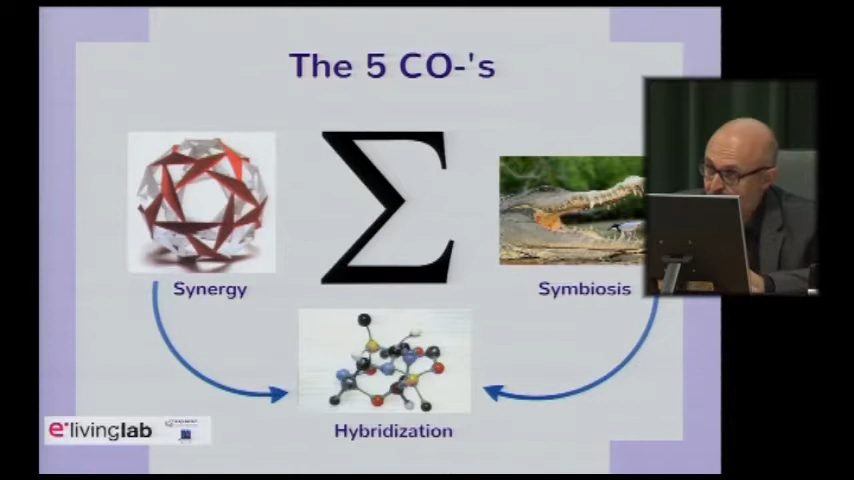 The 5 CO-'s
Σ
Synergy
Symbiosis
Hybridization
e·livinglab